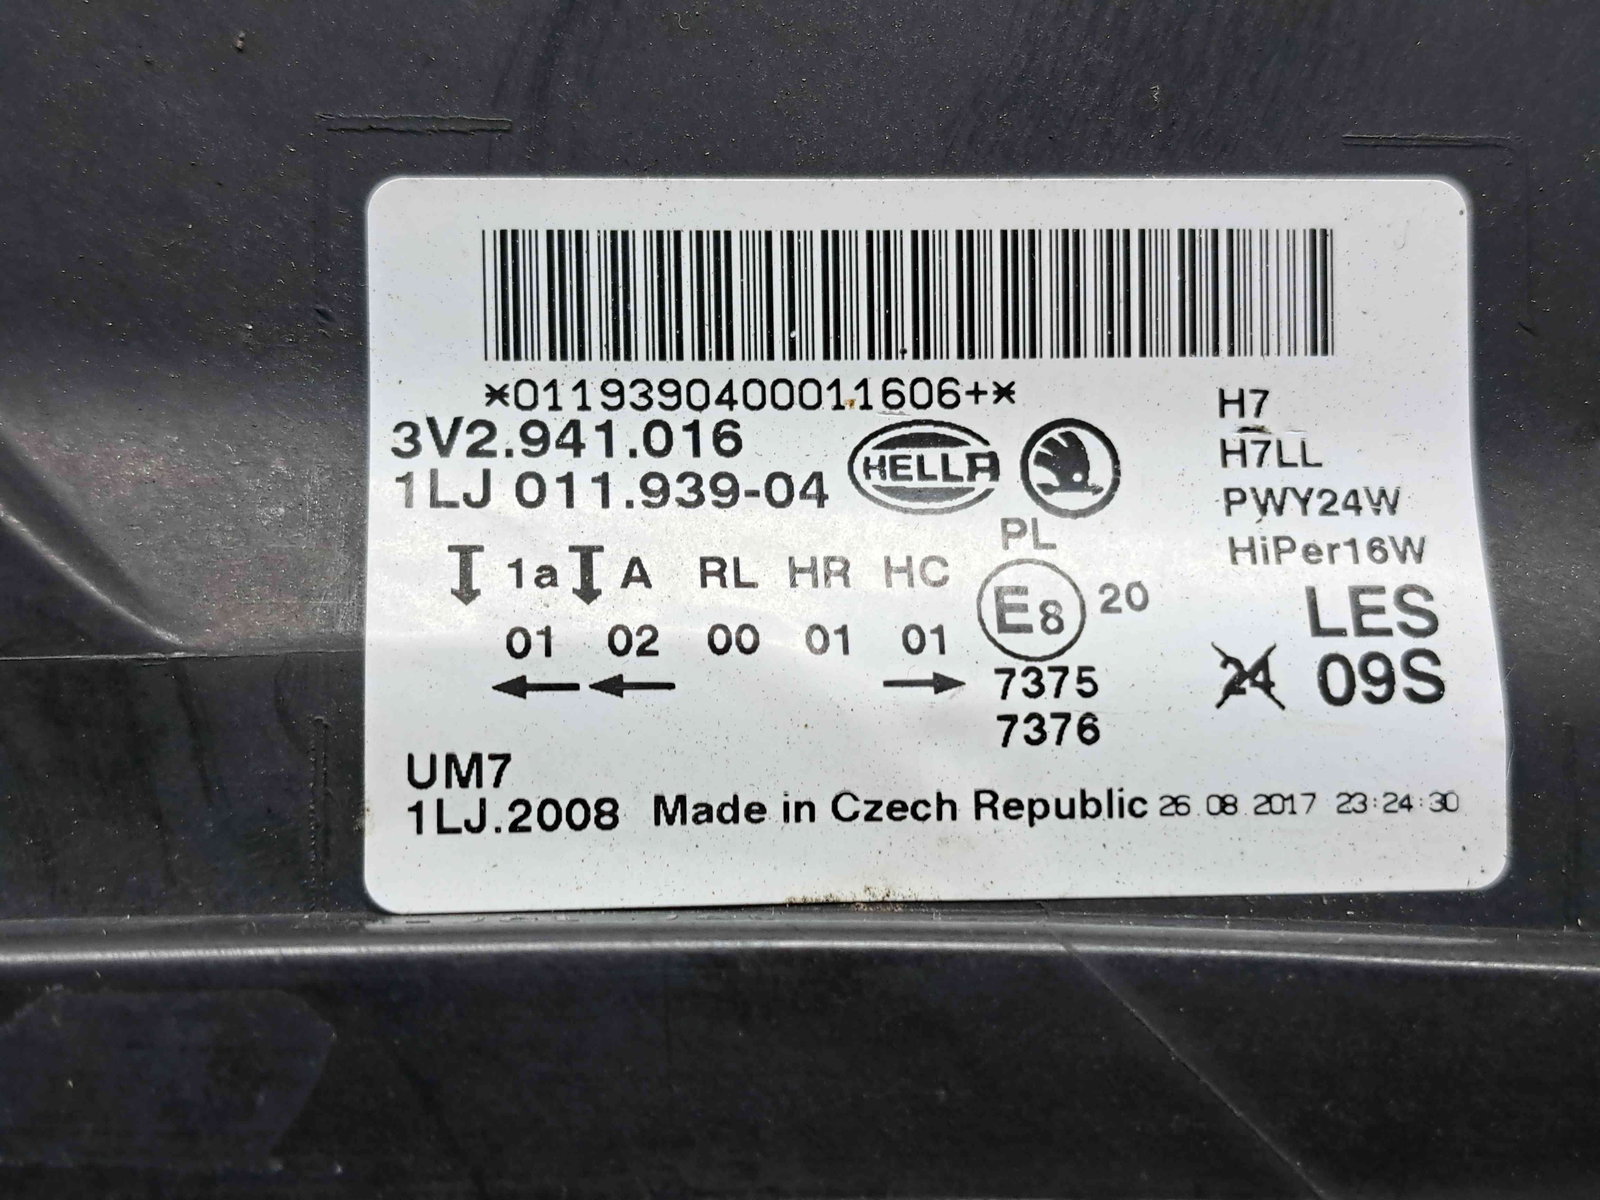 *0119390400011606+*
3V2.941.016
1LJ 011.939-04
HELLA
H7
H7LL
PWY24W
HiPer16W
PL
1a A RL HR HC
E8 20
01 02 00 01 01
LES
24 09S
7375
7376
UM7
1LJ.2008 Made in Czech Republic 26.08.2017 23:24:30